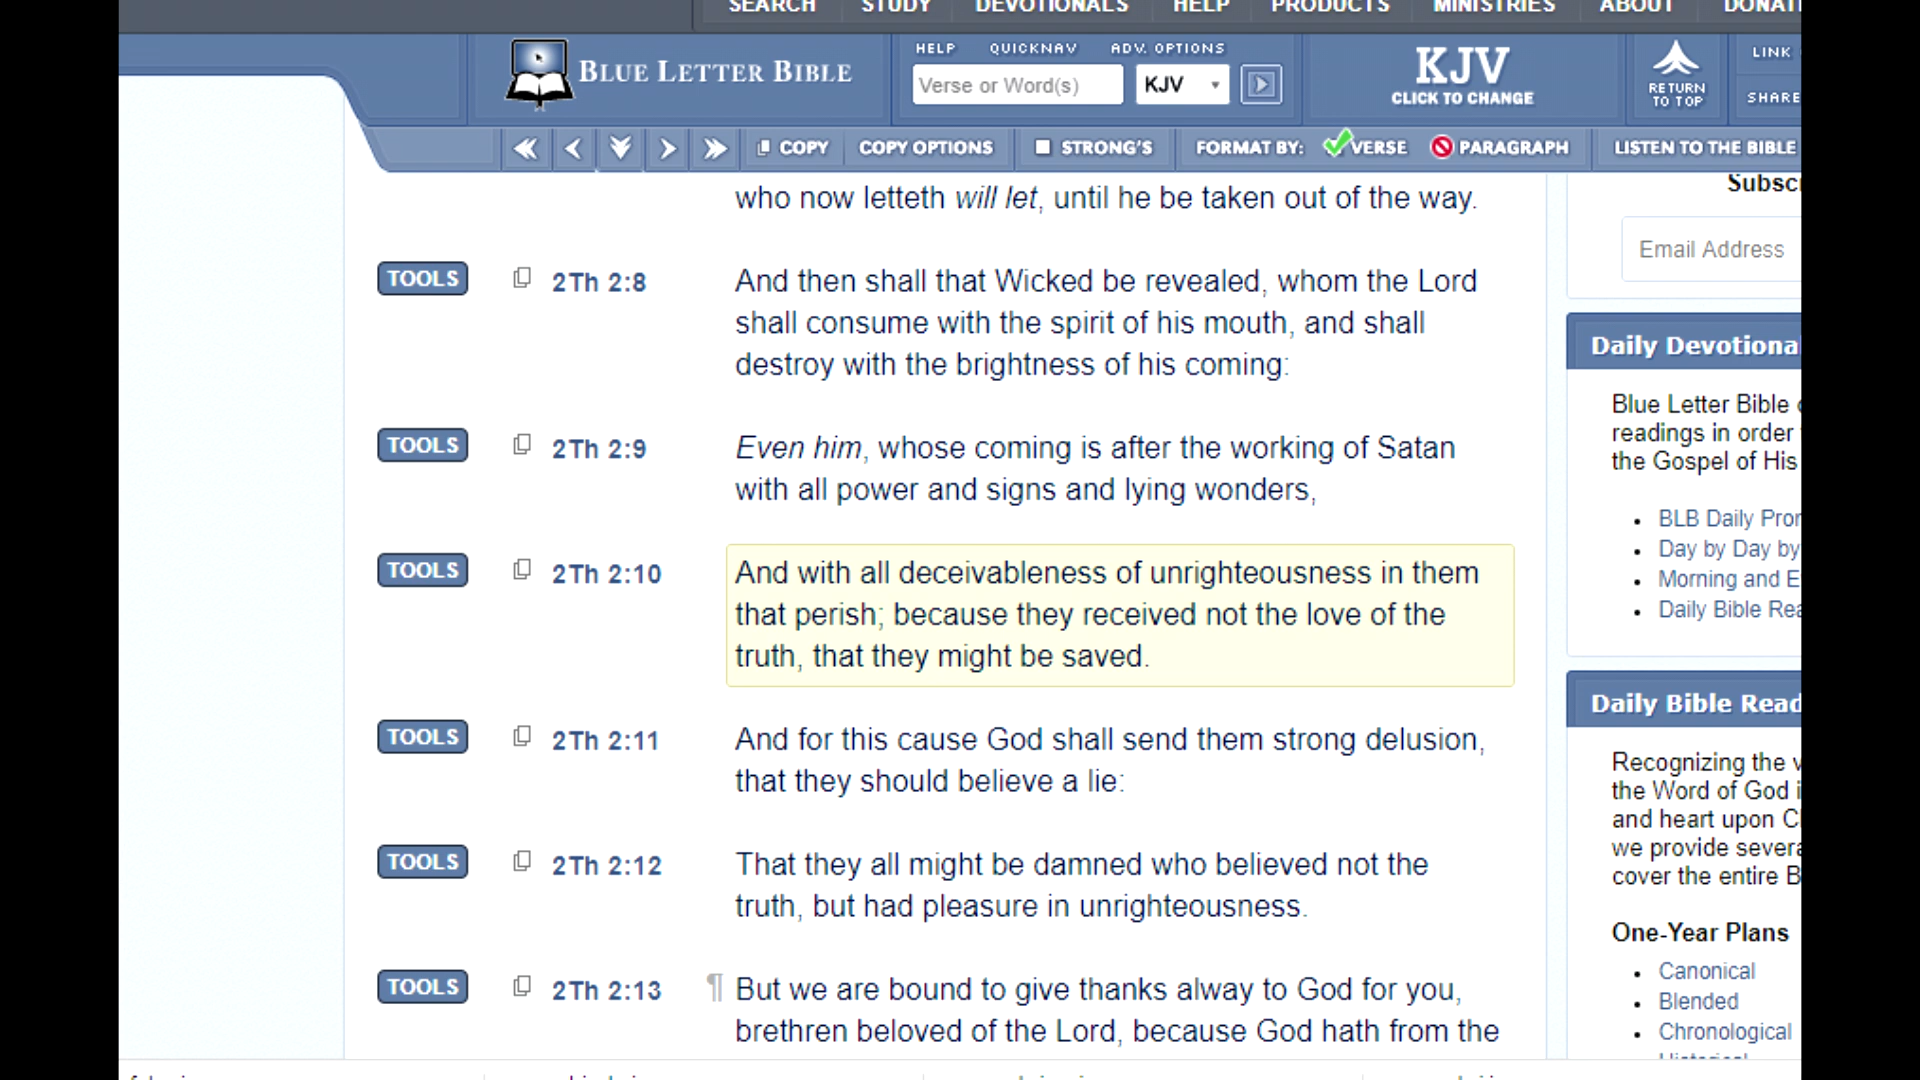 SEARCH STUDY DEVOTIONALS HELP PRODUCTS MINISTRIES ABOUT
BLUE LETTER BIBLE
HELP QUICKNAV ADV. OPTIONS
Verse or Word(s) KJV
KJV
CLICK TO CHANGE
RETURN
TO TOP
LINK
SHARE
COPY COPY OPTIONS STRONG'S FORMAT BY: VERSE PARAGRAPH LISTEN TO THE BIBLE
who now letteth will let, until he be taken out of the way.
TOOLS 2Th 2:8 And then shall that Wicked be revealed, whom the Lord
shall consume with the spirit of his mouth, and shall
destroy with the brightness of his coming:
TOOLS 2Th 2:9 Even him, whose coming is after the working of Satan
with all power and signs and lying wonders,
TOOLS 2Th 2:10 And with all deceivableness of unrighteousness in them
that perish; because they received not the love of the
truth, that they might be saved.
TOOLS 2Th 2:11 And for this cause God shall send them strong delusion,
that they should believe a lie:
TOOLS 2Th 2:12 That they all might be damned who believed not the
truth, but had pleasure in unrighteousness.
TOOLS 2Th 2:13 ¶ But we are bound to give thanks alway to God for you,
brethren beloved of the Lord, because God hath from the
Email Address
Daily Devotiona
Blue Letter Bible
readings in order
the Gospel of His
• BLB Daily
• Day by Day by
• Morning and
• Daily Bible
Daily Bible Read
Recognizing the
the Word of God
and heart upon
we provide
cover the entire
One-Year Plans
• Canonical
• Blended
• Chronological